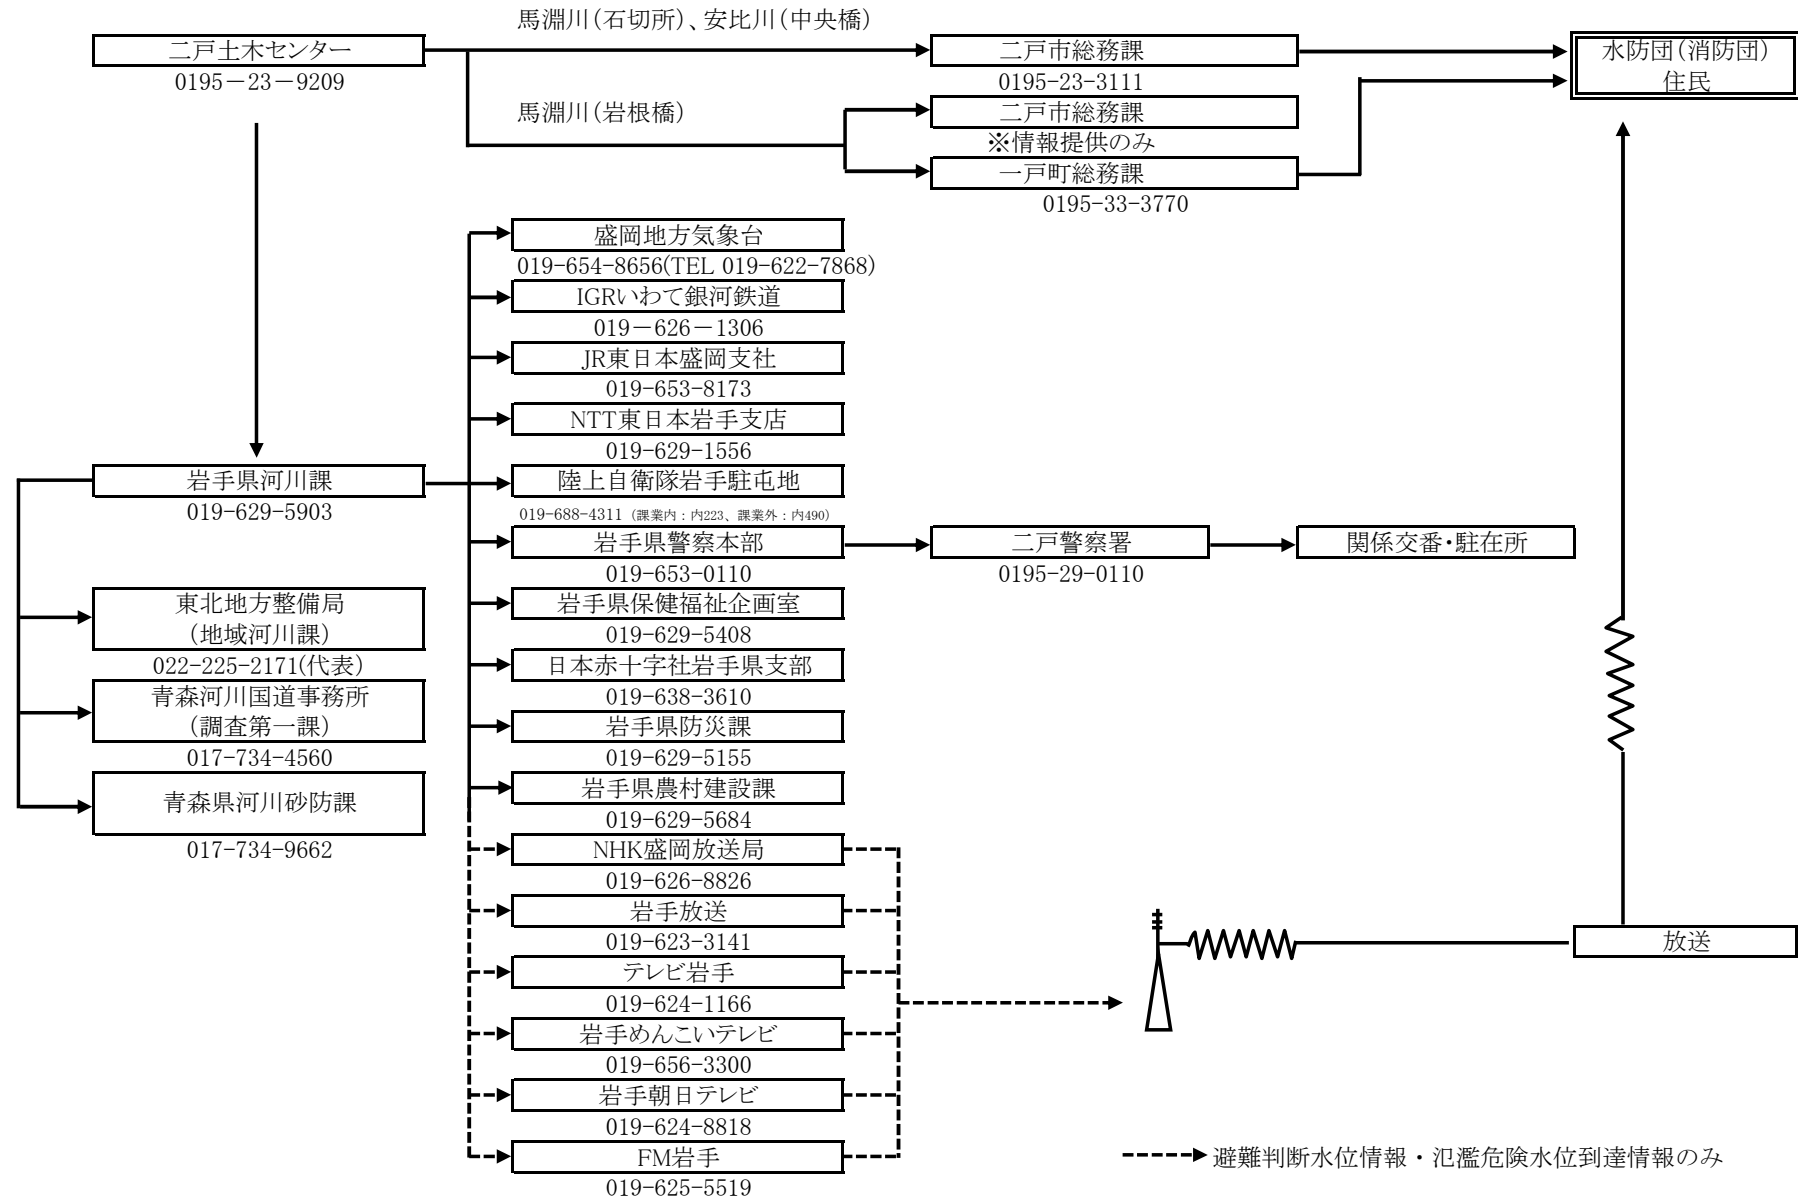 馬淵川（石切所）、安比川（中央橋）
二戸土木センター
0195－23－9209
二戸市総務課
0195-23-3111
水防団（消防団）
住民
馬淵川（岩根橋）
二戸市総務課
※情報提供のみ
一戸町総務課
0195-33-3770
盛岡地方気象台
019-654-8656(TEL 019-622-7868)
IGRいわて銀河鉄道
019－626－1306
JR東日本盛岡支社
019-653-8173
NTT東日本岩手支店
019-629-1556
岩手県河川課
019-629-5903
陸上自衛隊岩手駐屯地
019-688-4311（課業内：内223、課業外：内490）
岩手県警察本部
019-653-0110
二戸警察署
0195-29-0110
関係交番・駐在所
東北地方整備局
（地域河川課）
022-225-2171(代表)
青森河川国道事務所
（調査第一課）
017-734-4560
青森県河川砂防課
017-734-9662
岩手県保健福祉企画室
019-629-5408
日本赤十字社岩手県支部
019-638-3610
岩手県防災課
019-629-5155
岩手県農村建設課
019-629-5684
NHK盛岡放送局
019-626-8826
岩手放送
019-623-3141
テレビ岩手
019-624-1166
岩手めんこいテレビ
019-656-3300
岩手朝日テレビ
019-624-8818
FM岩手
019-625-5519
放送
避難判断水位情報・氾濫危険水位到達情報のみ